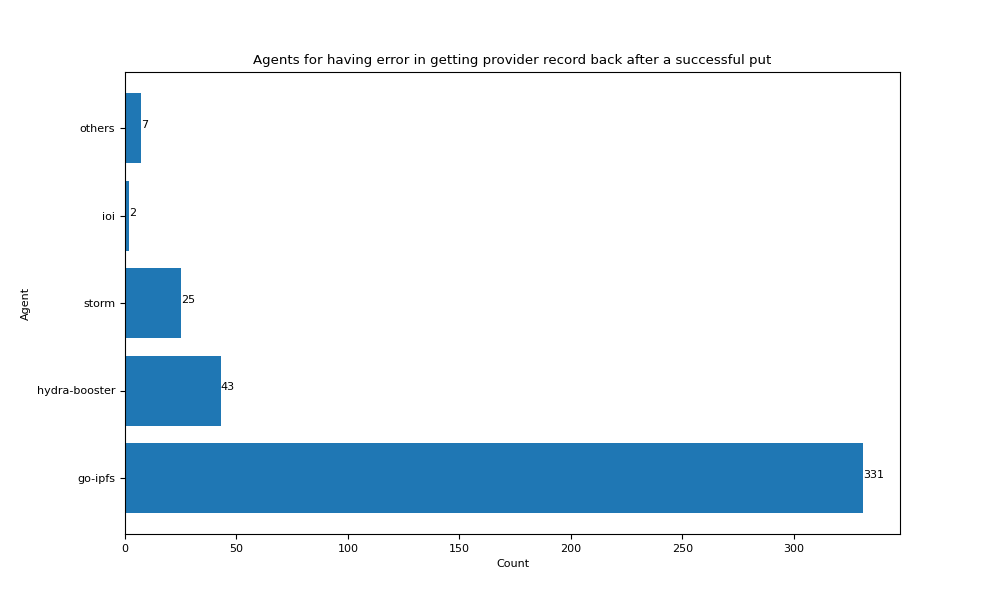 Agents for having error in getting provider record back after a successful put
others
7
ioi
2
storm
25
Agent
hydra-booster
43
go-ipfs
331
0 50 100 150 200 250 300
Count